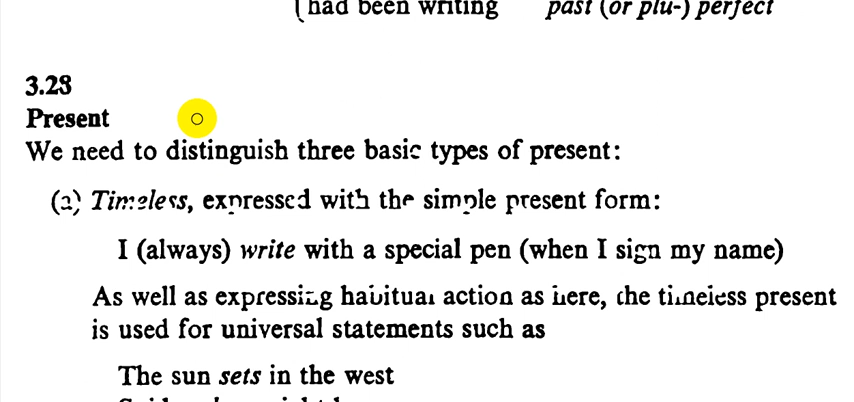 had been writing past (or plu-) perfect
3.28
Present
We need to distinguish three basic types of present:
(a) Timeless, expressed with the simple present form:
I (always) write with a special pen (when I sign my name)
As well as expressing habitual action as here, the timeless present
is used for universal statements such as
The sun sets in the west